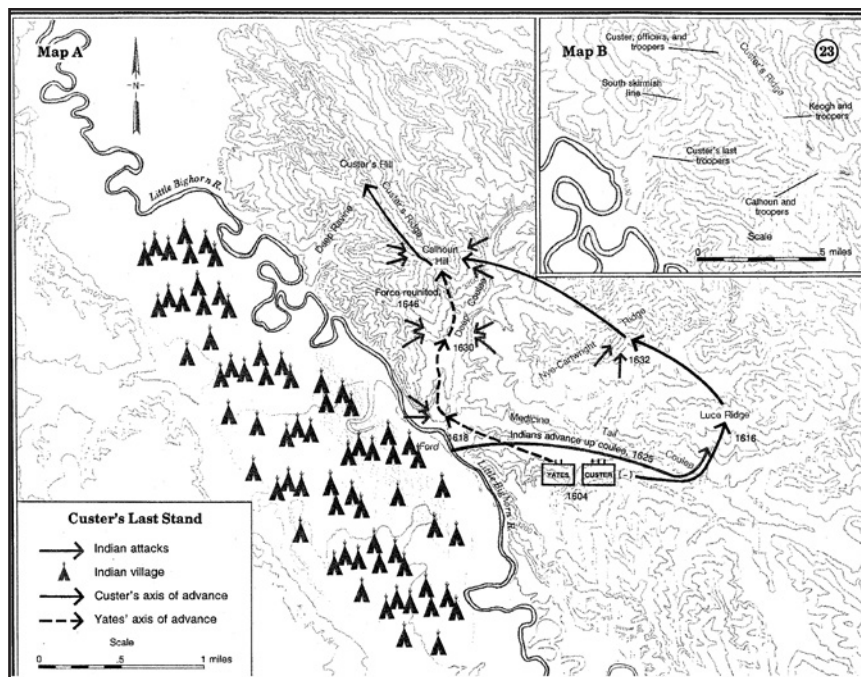 Map A
N
Little Bighorn R.
Custer's Hill
Custer's Ridge
Deep Ravine
Calhoun
Hill
Force reunited,
1646
Deep Coulee
1630
Nye-Cartwright Ridge
1632
Luce Ridge
1616
Medicine Tail Coulee
Indians advance up coulee, 1625
1618
Ford
YATES
CUSTER
(-)
1604
Little Bighorn R.
Map B
23
Custer, officers, and
troopers
Custer's Ridge
South skirmish
line
Keogh and
troopers
Custer's last
troopers
Calhoun and
troopers
Scale
0 .5 miles
Custer's Last Stand
Indian attacks
Indian village
Custer's axis of advance
Yates' axis of advance
Scale
0 .5 1 miles